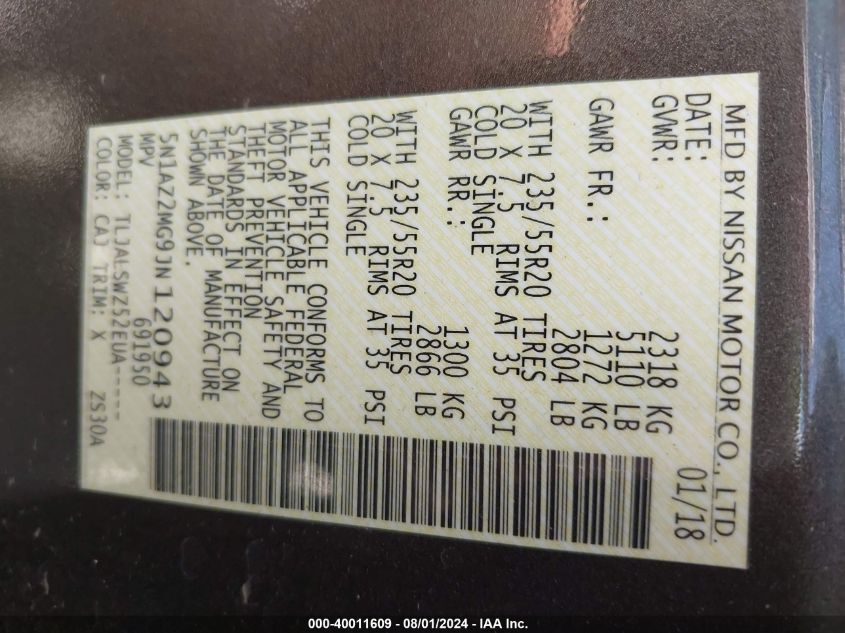 MFD BY NISSAN MOTOR CO., LTD.
DATE: 01/18
GVWR: 2318 KG
5110 LB
GAWR FR.: 1272 KG
2804 LB
WITH 235/55R20 TIRES
20 X 7.5 RIMS AT 35 PSI
COLD SINGLE
GAWR RR.: 1300 KG
2866 LB
WITH 235/55R20 TIRES
20 X 7.5 RIMS AT 35 PSI
COLD SINGLE
THIS VEHICLE CONFORMS TO
ALL APPLICABLE FEDERAL
MOTOR VEHICLE SAFETY AND
THEFT PREVENTION
STANDARDS IN EFFECT ON
THE DATE OF MANUFACTURE
SHOWN ABOVE.
5N1AZ2MG9JN120943
MPV 691950
MODEL: TLJALSWZ52EUA-----
COLOR: CAJ TRIM: X ZS30A
000-40011609 - 08/01/2024 - IAA Inc.